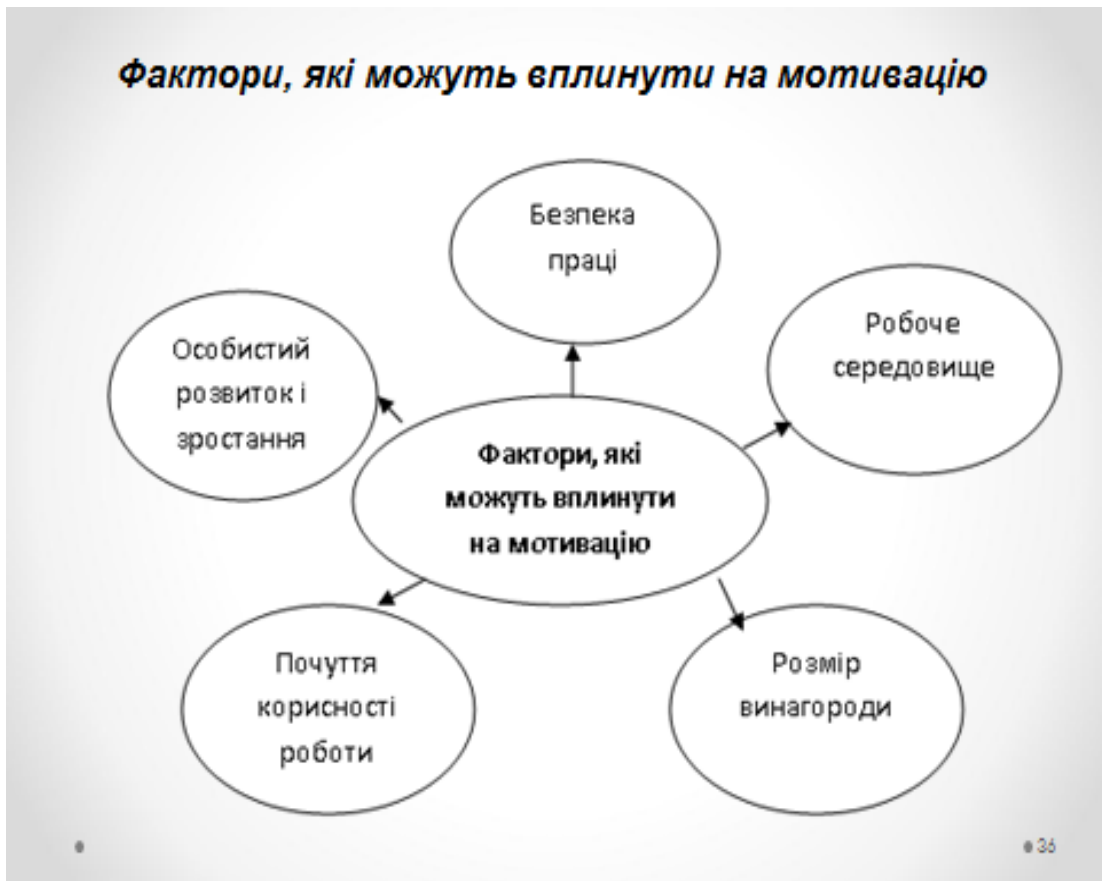 Фактори, які можуть вплинути на мотивацію
Безпека
праці
Робоче
середовище
Особистий
розвиток і
зростання
Фактори, які
можуть вплинути
на мотивацію
Почуття
корисності
роботи
Розмір
винагороди
36